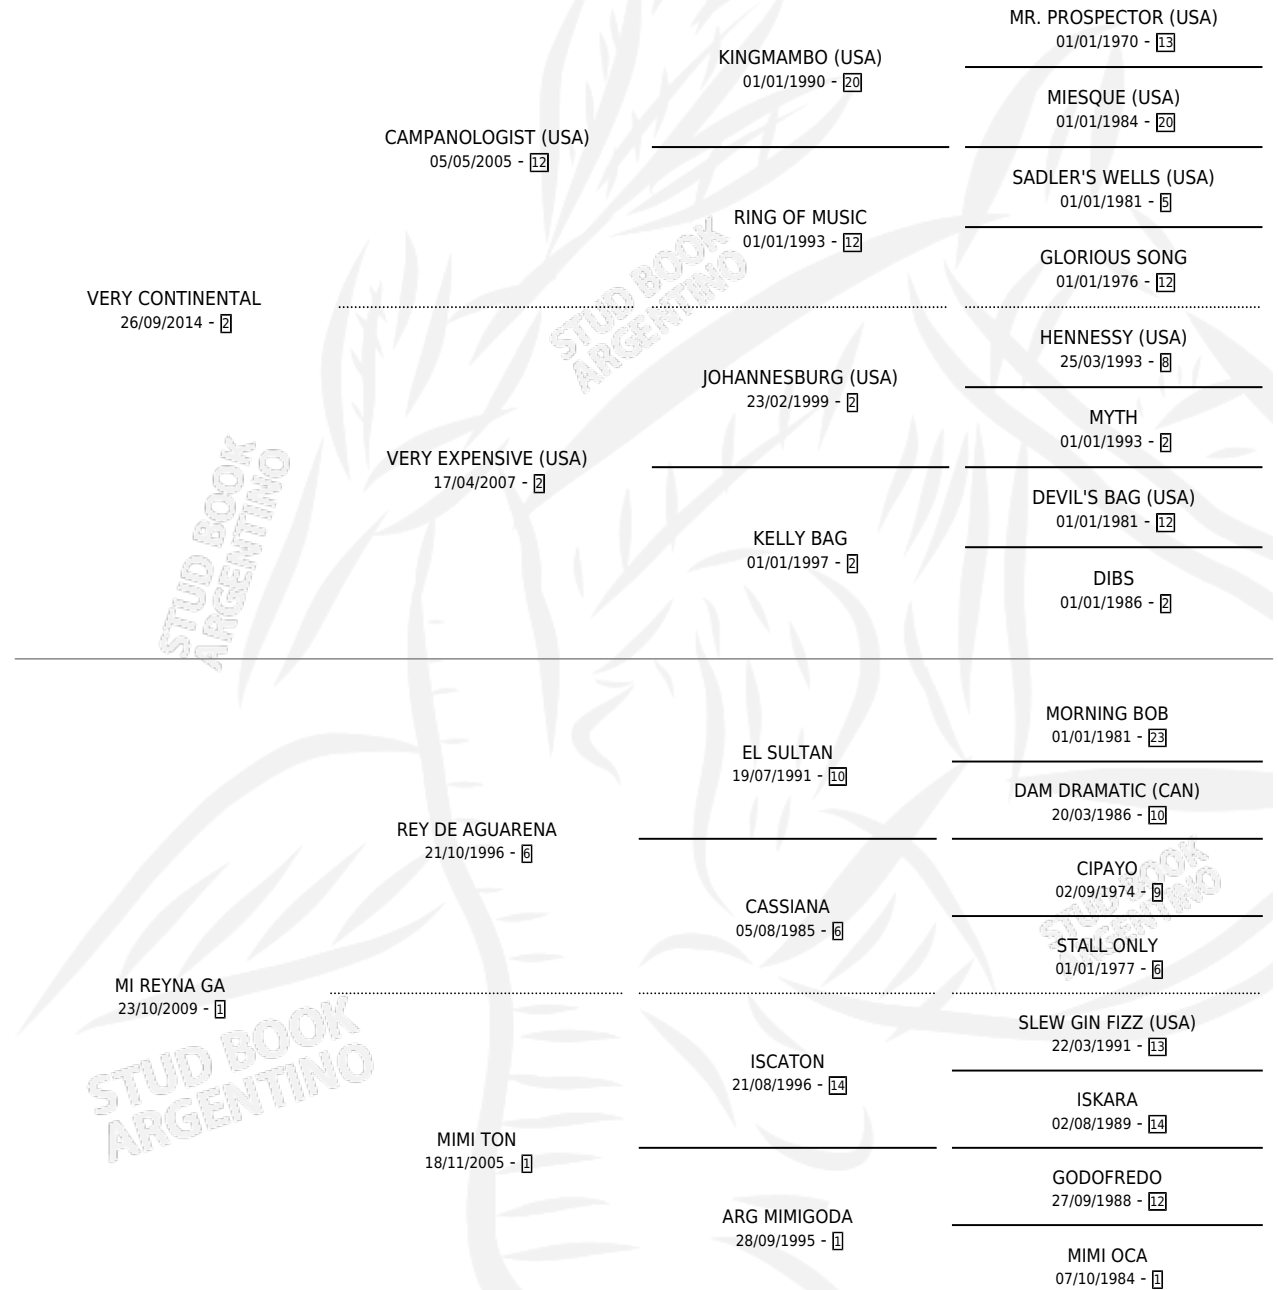 MR. PROSPECTOR (USA)
01/01/1970 - 13
KINGMAMBO (USA)
01/01/1990 - 20
MIESQUE (USA)
01/01/1984 - 20
CAMPANOLOGIST (USA)
05/05/2005 - 12
SADLER'S WELLS (USA)
01/01/1981 - 5
RING OF MUSIC
01/01/1993 - 12
GLORIOUS SONG
01/01/1976 - 12
VERY CONTINENTAL
26/09/2014 - 2
STUD BOOK
ARGENTINO
HENNESSY (USA)
25/03/1993 - 8
JOHANNESBURG (USA)
23/02/1999 - 2
MYTH
01/01/1993 - 2
VERY EXPENSIVE (USA)
17/04/2007 - 2
DEVIL'S BAG (USA)
01/01/1981 - 12
KELLY BAG
01/01/1997 - 2
DIBS
01/01/1986 - 2
STUD BOOK
ARGENTINO
MORNING BOB
01/01/1981 - 23
EL SULTAN
19/07/1991 - 10
DAM DRAMATIC (CAN)
20/03/1986 - 10
REY DE AGUARENA
21/10/1996 - 6
CIPAYO
02/09/1974 - 9
CASSIANA
05/08/1985 - 6
STALL ONLY
01/01/1977 - 6
STUD BOOK
ARGENTINO
MI REYNA GA
23/10/2009 - 1
SLEW GIN FIZZ (USA)
22/03/1991 - 13
ISCATON
21/08/1996 - 14
ISKARA
02/08/1989 - 14
STUD BOOK
ARGENTINO
MIMI TON
18/11/2005 - 1
GODOFREDO
27/09/1988 - 12
ARG MIMIGODA
28/09/1995 - 1
MIMI OCA
07/10/1984 - 1